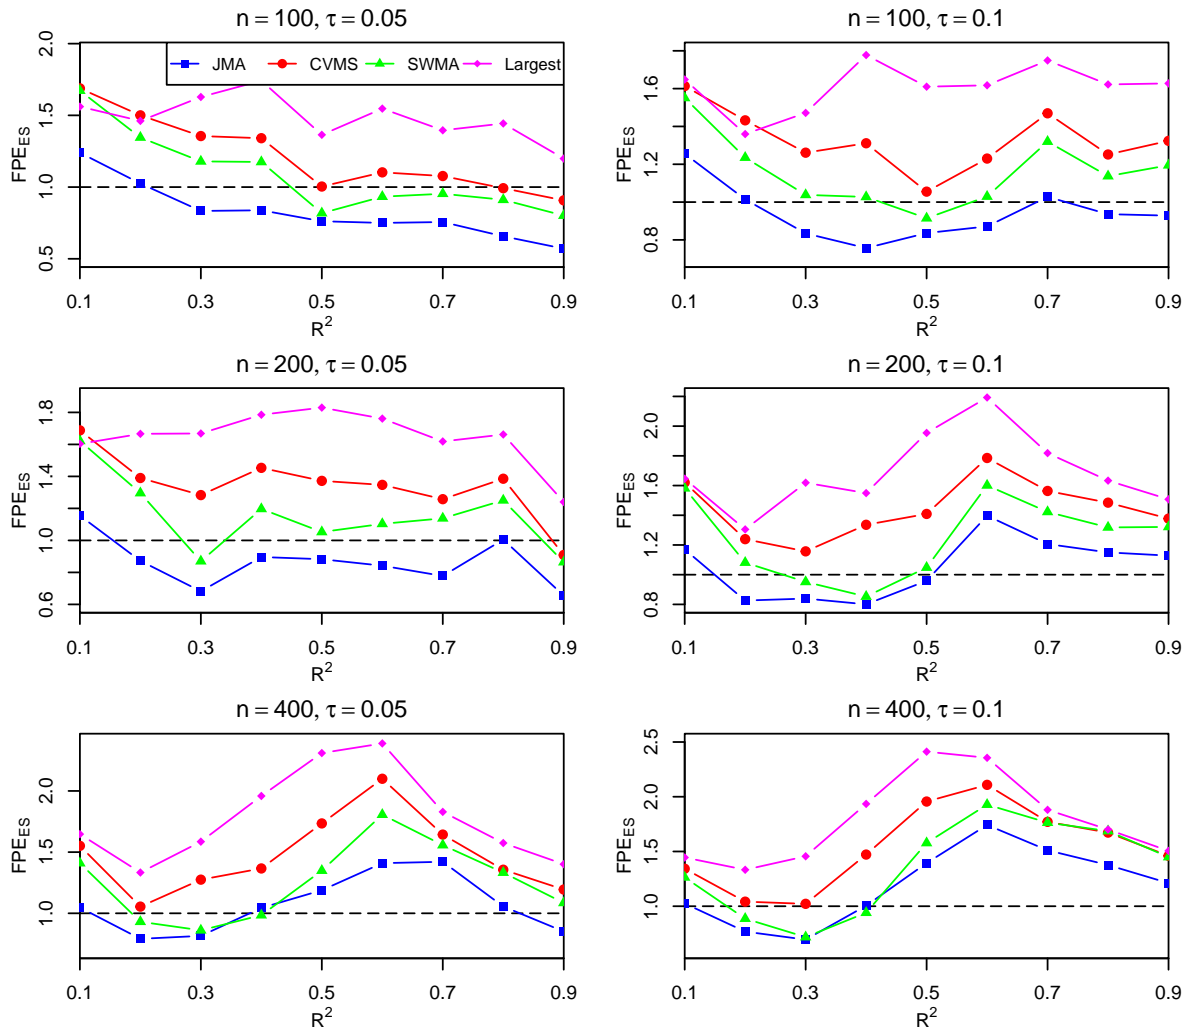 n = 100, τ = 0.05
FPE_ES
2.0
1.5
1.0
0.5
JMA CVMS SWMA Largest
0.1 0.3 0.5 0.7 0.9
R²
n = 100, τ = 0.1
FPE_ES
1.6
1.2
0.8
0.1 0.3 0.5 0.7 0.9
R²
n = 200, τ = 0.05
FPE_ES
1.8
1.4
1.0
0.6
0.1 0.3 0.5 0.7 0.9
R²
n = 200, τ = 0.1
FPE_ES
2.0
1.6
1.2
0.8
0.1 0.3 0.5 0.7 0.9
R²
n = 400, τ = 0.05
FPE_ES
2.0
1.5
1.0
0.1 0.3 0.5 0.7 0.9
R²
n = 400, τ = 0.1
FPE_ES
2.5
2.0
1.5
1.0
0.1 0.3 0.5 0.7 0.9
R²